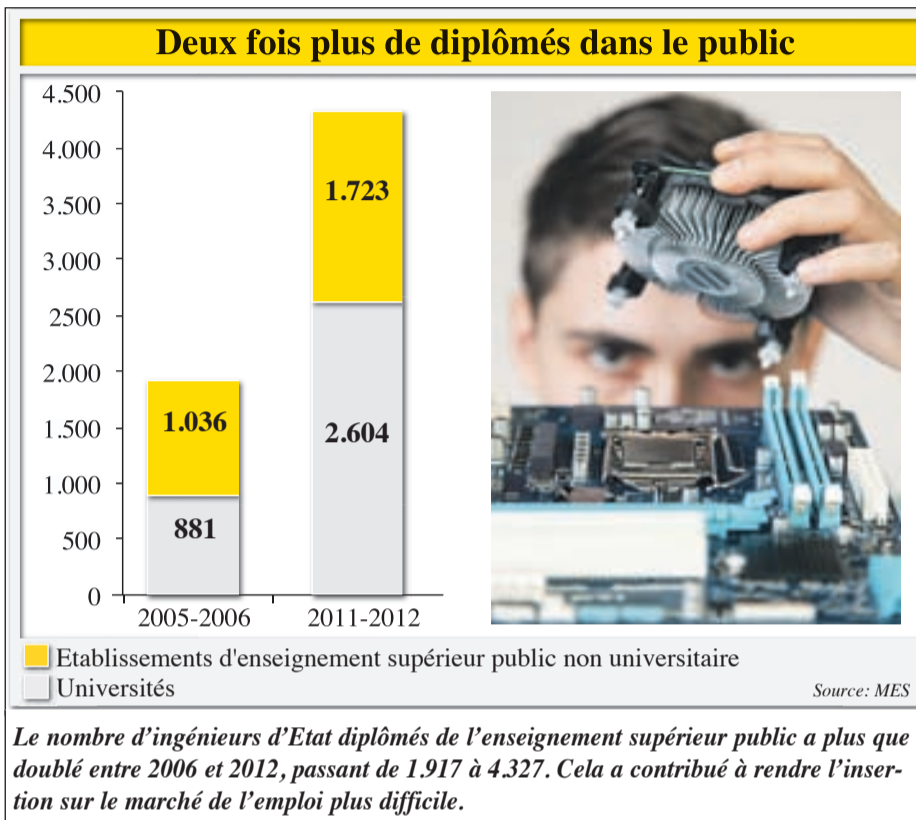 Deux fois plus de diplômés dans le public
4.500
4.000
3.500
3.000
2500
2.000
1.500
1.000
500
0
1.036
881
1.723
2.604
2005-2006
2011-2012
Etablissements d'enseignement supérieur public non universitaire
Universités
Source: MES
Le nombre d'ingénieurs d'Etat diplômés de l'enseignement supérieur public a plus que
doublé entre 2006 et 2012, passant de 1.917 à 4.327. Cela a contribué à rendre l'inser-
tion sur le marché de l'emploi plus difficile.